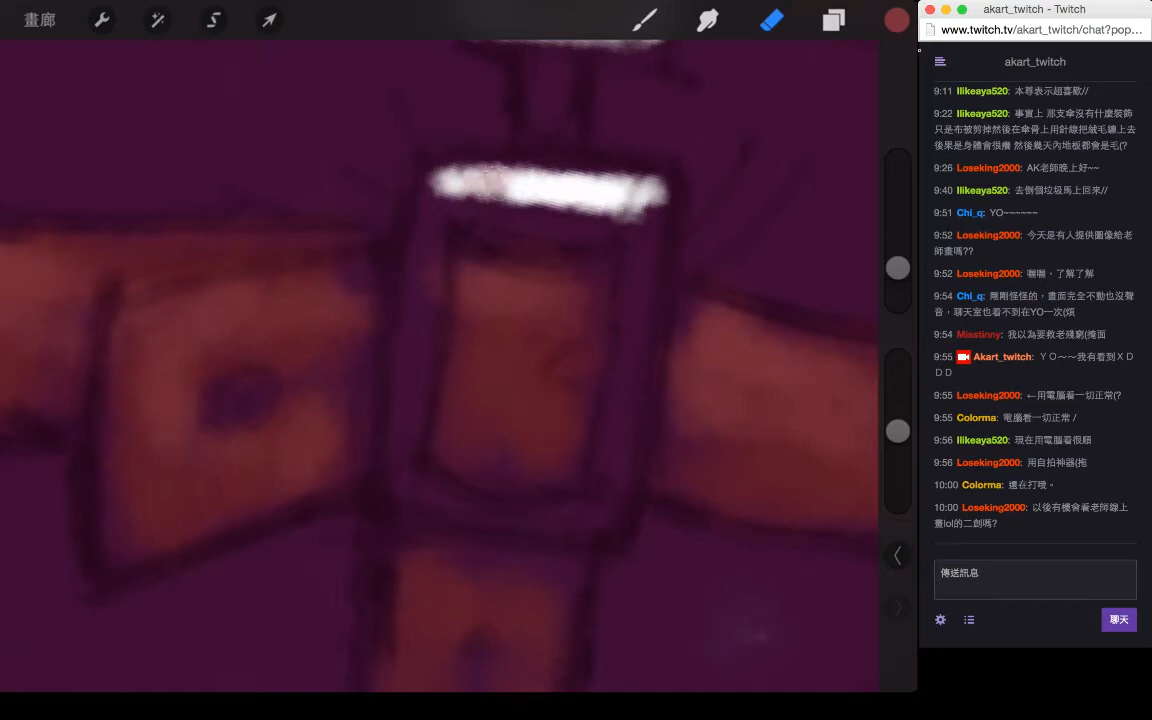 畫廊
akart_twitch - Twitch
www.twitch.tv/akart_twitch/chat?pop...
akart_twitch
9:11 Ilikeaya520: 本尊表示超喜歡//
9:22 Ilikeaya520: 事實上 那支傘沒有什麼裝飾
只是布被剪掉然後在傘骨上用針線把絨毛縫上去
後果是身體會很癢 然後幾天內地板都會是毛(?
9:26 Loseking2000: AK老師晚上好~~
9:40 Ilikeaya520: 去倒個垃圾馬上回來//
9:51 Chi_q: YO~~~~~~
9:52 Loseking2000: 今天是有人提供圖像給老
師畫嗎??
9:52 Loseking2000: 喔喔，了解了解
9:54 Chi_q: 剛剛怪怪的，畫面完全不動也沒聲
音，聊天室也看不到在YO一次(煩
9:54 Misstinny: 我以為要救老殘窮(掩面
9:55 Akart_twitch: ＹＯ～～我有看到ＸＤ
ＤＤ
9:55 Loseking2000: ←用電腦看一切正常(?
9:55 Colorma: 電腦看一切正常 /
9:56 Ilikeaya520: 現在用電腦看很順
9:56 Loseking2000: 用自拍神器(抱
10:00 Colorma: 還在打哦。
10:00 Loseking2000: 以後有機會看老師線上
畫lol的二創嗎?
傳送訊息
聊天